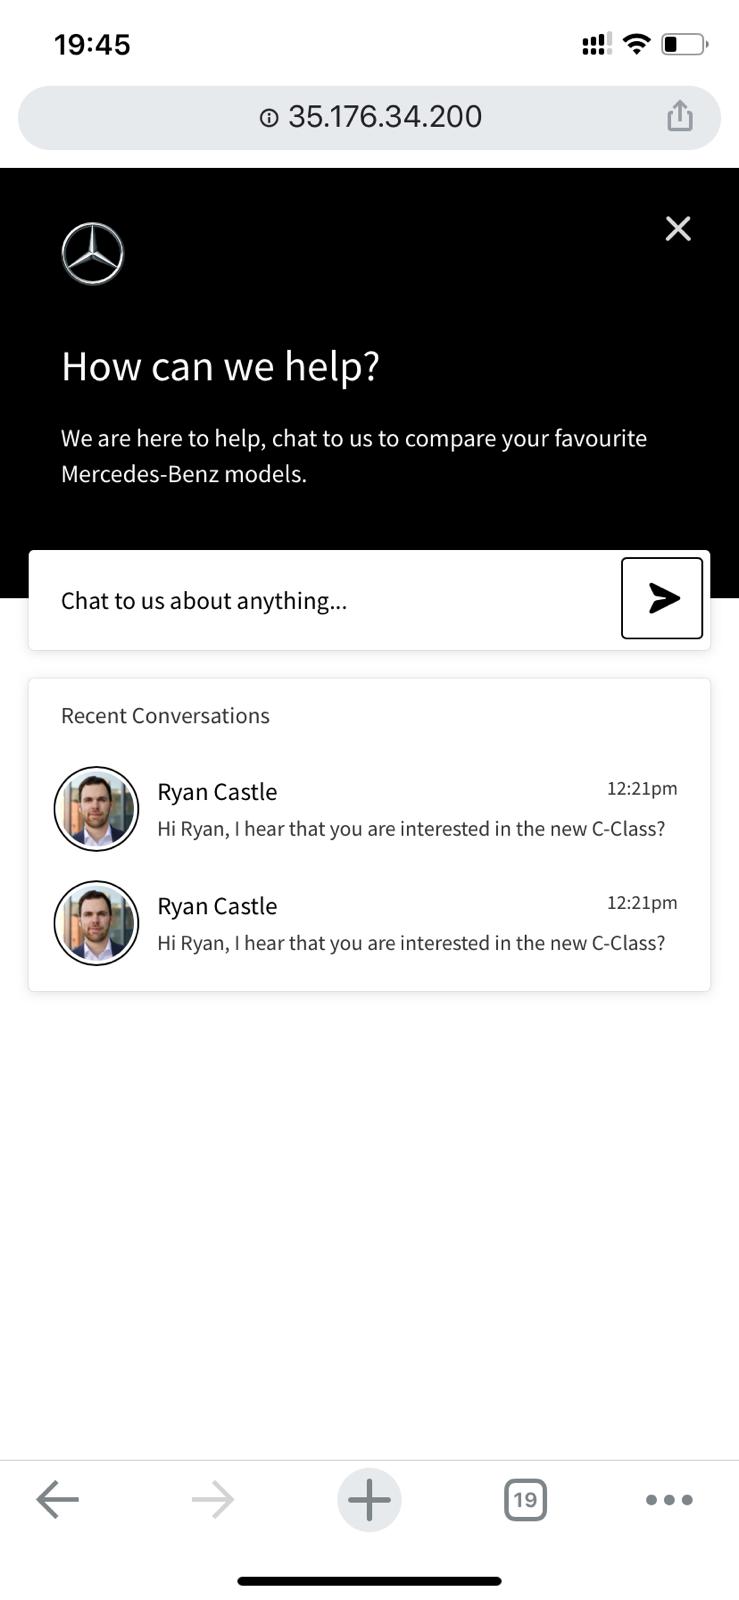 19:45
35.176.34.200
How can we help?
We are here to help, chat to us to compare your favourite
Mercedes-Benz models.
Chat to us about anything...
Recent Conversations
Ryan Castle 12:21pm
Hi Ryan, I hear that you are interested in the new C-Class?
Ryan Castle 12:21pm
Hi Ryan, I hear that you are interested in the new C-Class?
19